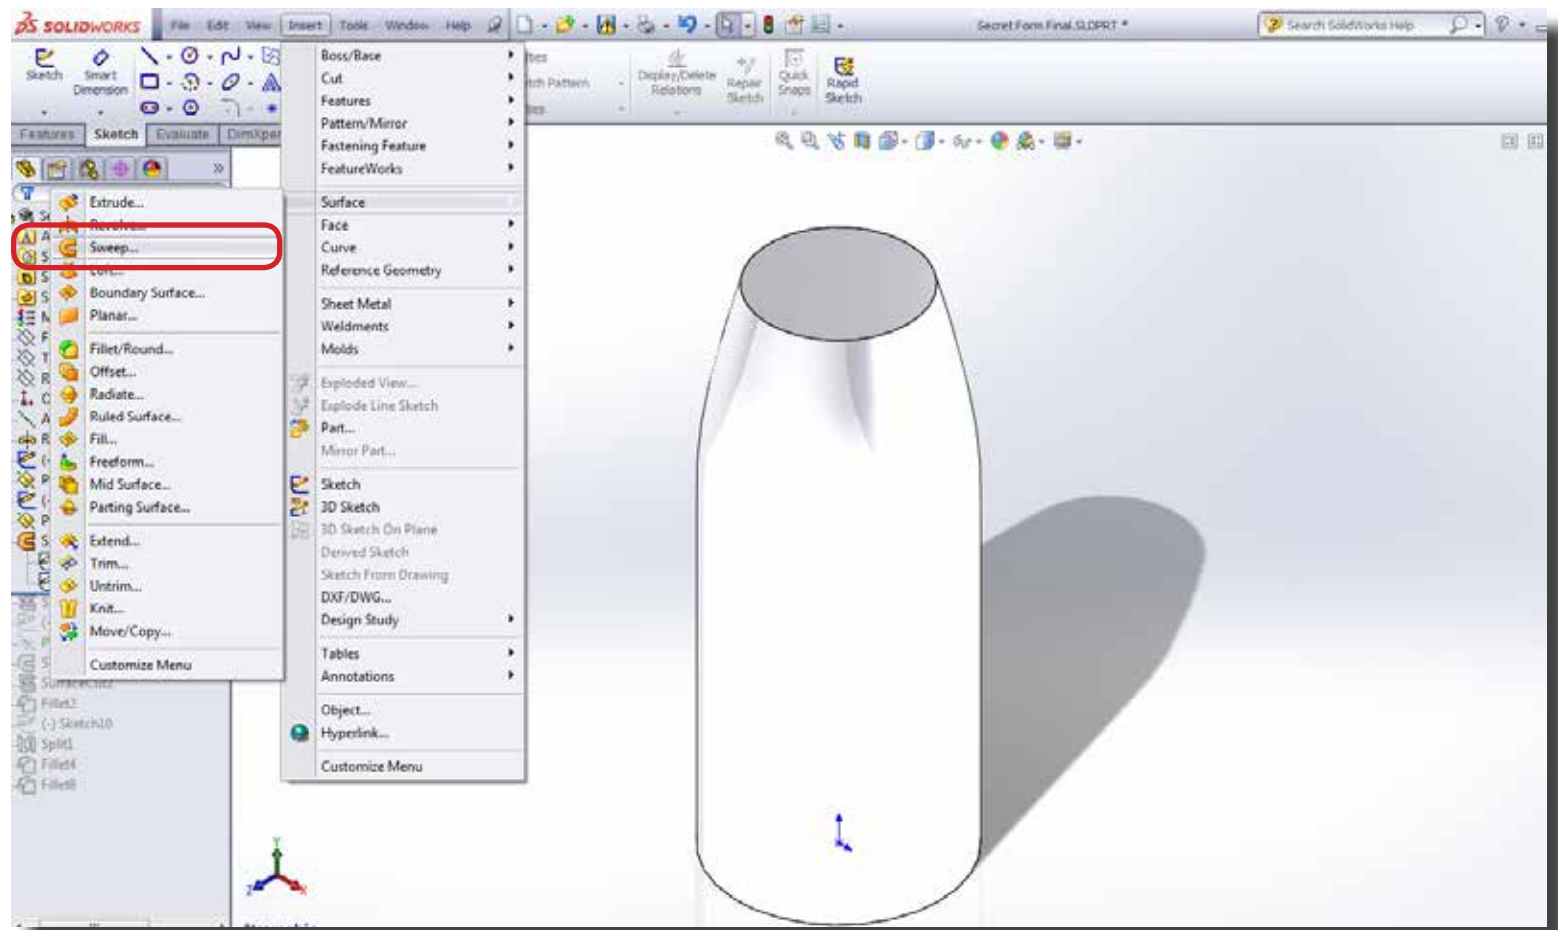 SOLIDWORKS File Edit View Insert Tools Window Help
Secret Form Final.SLDPRT *
Search SolidWorks Help
Sketch
Smart Dimension
Display/Delete Relations
Repair Sketch
Quick Snaps
Rapid Sketch
Features Sketch Evaluate
Extrude...
Revolve...
Sweep...
Loft...
Boundary Surface...
Planar...
Fillet/Round...
Offset...
Radiate...
Ruled Surface...
Fill...
Freeform...
Mid Surface...
Parting Surface...
Extend...
Trim...
Untrim...
Knit...
Move/Copy...
Customize Menu
Fillet2
(-) Sketch10
Split1
Fillet4
Fillet8
Boss/Base
Cut
Features
Pattern/Mirror
Fastening Feature
FeatureWorks
Surface
Face
Curve
Reference Geometry
Sheet Metal
Weldments
Molds
Exploded View...
Explode Line Sketch
Part...
Mirror Part...
Sketch
3D Sketch
3D Sketch On Plane
Derived Sketch
Sketch From Drawing
DXF/DWG...
Design Study
Tables
Annotations
Object...
Hyperlink...
Customize Menu
Y
Z
X